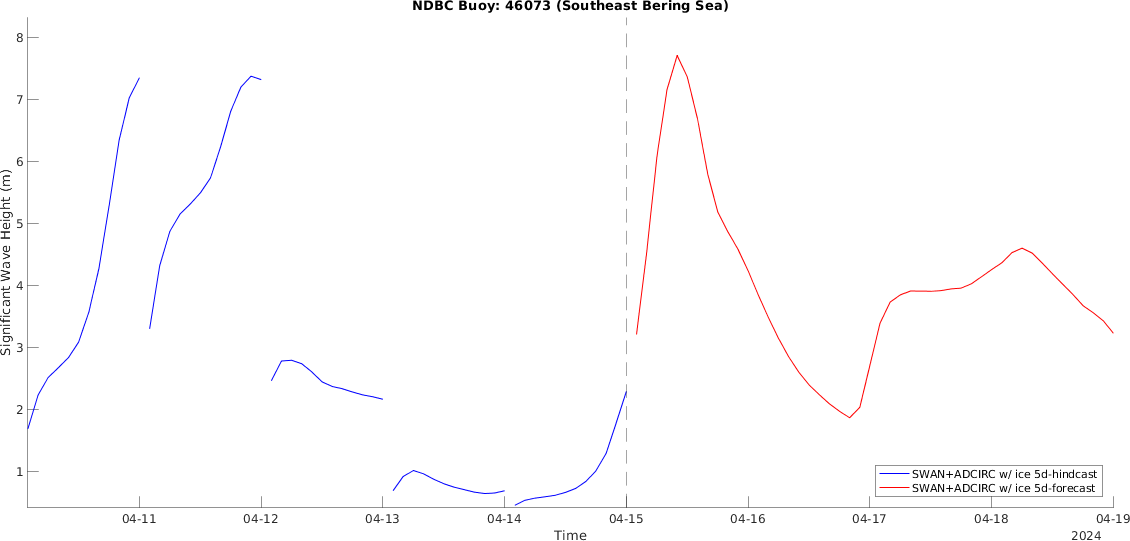 NDBC Buoy: 46073 (Southeast Bering Sea)
Significant Wave Height (m)
8
7
6
5
4
3
2
1
04-11 04-12 04-13 04-14 04-15 04-16 04-17 04-18 04-19
Time
2024
SWAN+ADCIRC w/ ice 5d-hindcast
SWAN+ADCIRC w/ ice 5d-forecast